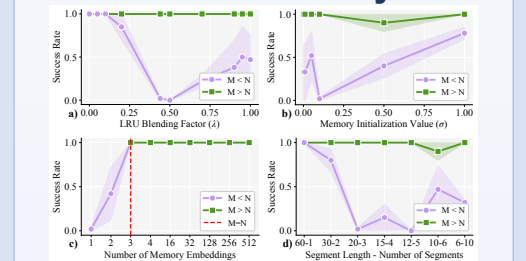 1.0
0.5
0.0
Success Rate
M < N
M > N
a)
0.00 0.25 0.50 0.75 1.00
LRU Blending Factor (λ)
1.0
0.5
0.0
Success Rate
M < N
M > N
b)
0.00 0.25 0.50 0.75 1.00
Memory Initialization Value (σ)
1.0
0.5
0.0
Success Rate
M < N
M > N
M=N
c)
1 2 3 4 16 32 128 256 512
Number of Memory Embeddings
1.0
0.5
0.0
Success Rate
M < N
M > N
d)
60-1 30-2 20-3 15-4 12-5 10-6 6-10
Segment Length - Number of Segments